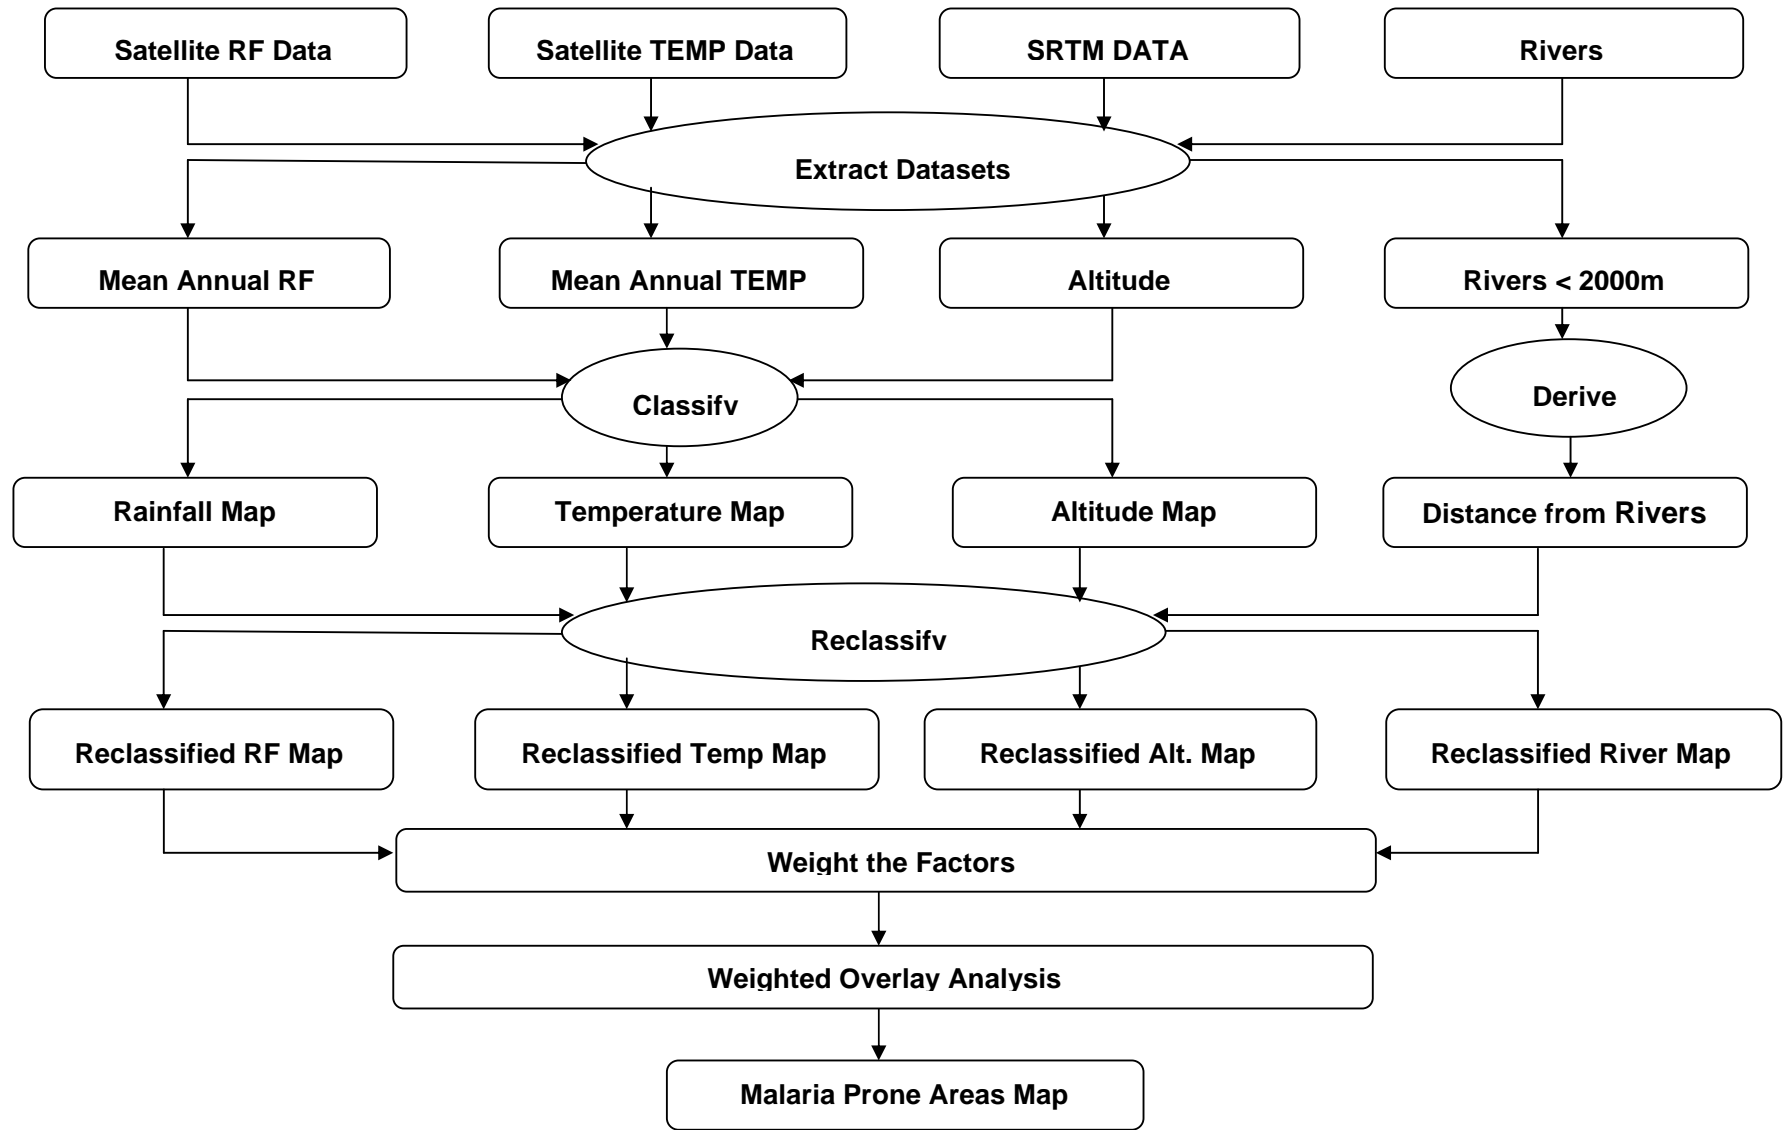 Satellite RF Data
Satellite TEMP Data
SRTM DATA
Rivers
Extract Datasets
Mean Annual RF
Mean Annual TEMP
Altitude
Rivers < 2000m
Classify
Derive
Rainfall Map
Temperature Map
Altitude Map
Distance from Rivers
Reclassify
Reclassified RF Map
Reclassified Temp Map
Reclassified Alt. Map
Reclassified River Map
Weight the Factors
Weighted Overlay Analysis
Malaria Prone Areas Map